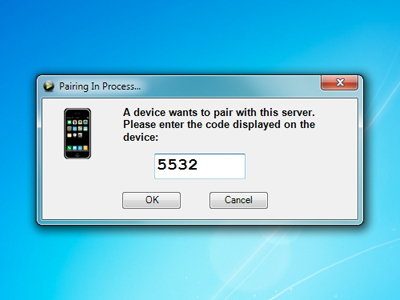 Pairing In Process...
A device wants to pair with this server.
Please enter the code displayed on the
device:
5532
OK Cancel